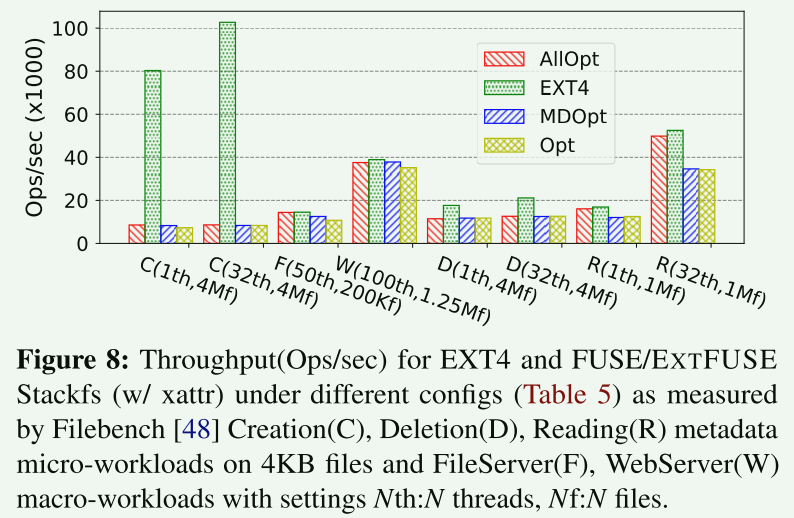 100
80
60
40
20
0
Ops/sec (x1000)
AllOpt
EXT4
MDOpt
Opt
C(1th,4Mf)
C(32th,4Mf)
F(50th,200Kf)
W(100th,1.25Mf)
D(1th,4Mf)
D(32th,4Mf)
R(1th,1Mf)
R(32th,1Mf)
Figure 8: Throughput(Ops/sec) for EXT4 and FUSE/EXTFUSE
Stackfs (w/ xattr) under different configs (Table 5) as measured
by Filebench [48] Creation(C), Deletion(D), Reading(R) metadata
micro-workloads on 4KB files and FileServer(F), WebServer(W)
macro-workloads with settings Nth:N threads, Nf:N files.